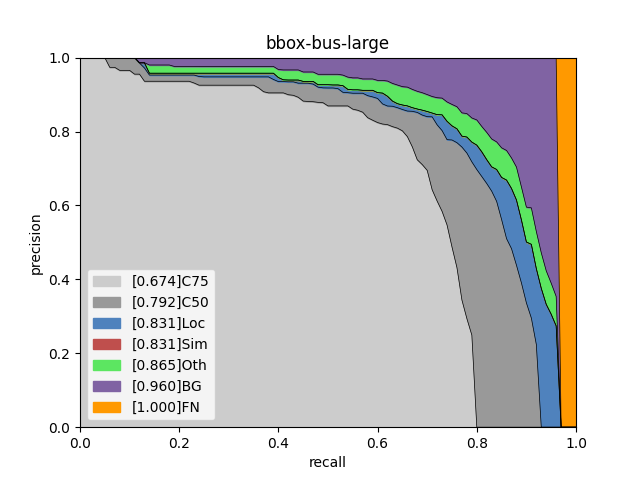 bbox-bus-large
1.0
0.8
0.6
0.4
0.2
0.0
precision
[0.674]C75
[0.792]C50
[0.831]Loc
[0.831]Sim
[0.865]Oth
[0.960]BG
[1.000]FN
0.0 0.2 0.4 0.6 0.8 1.0
recall